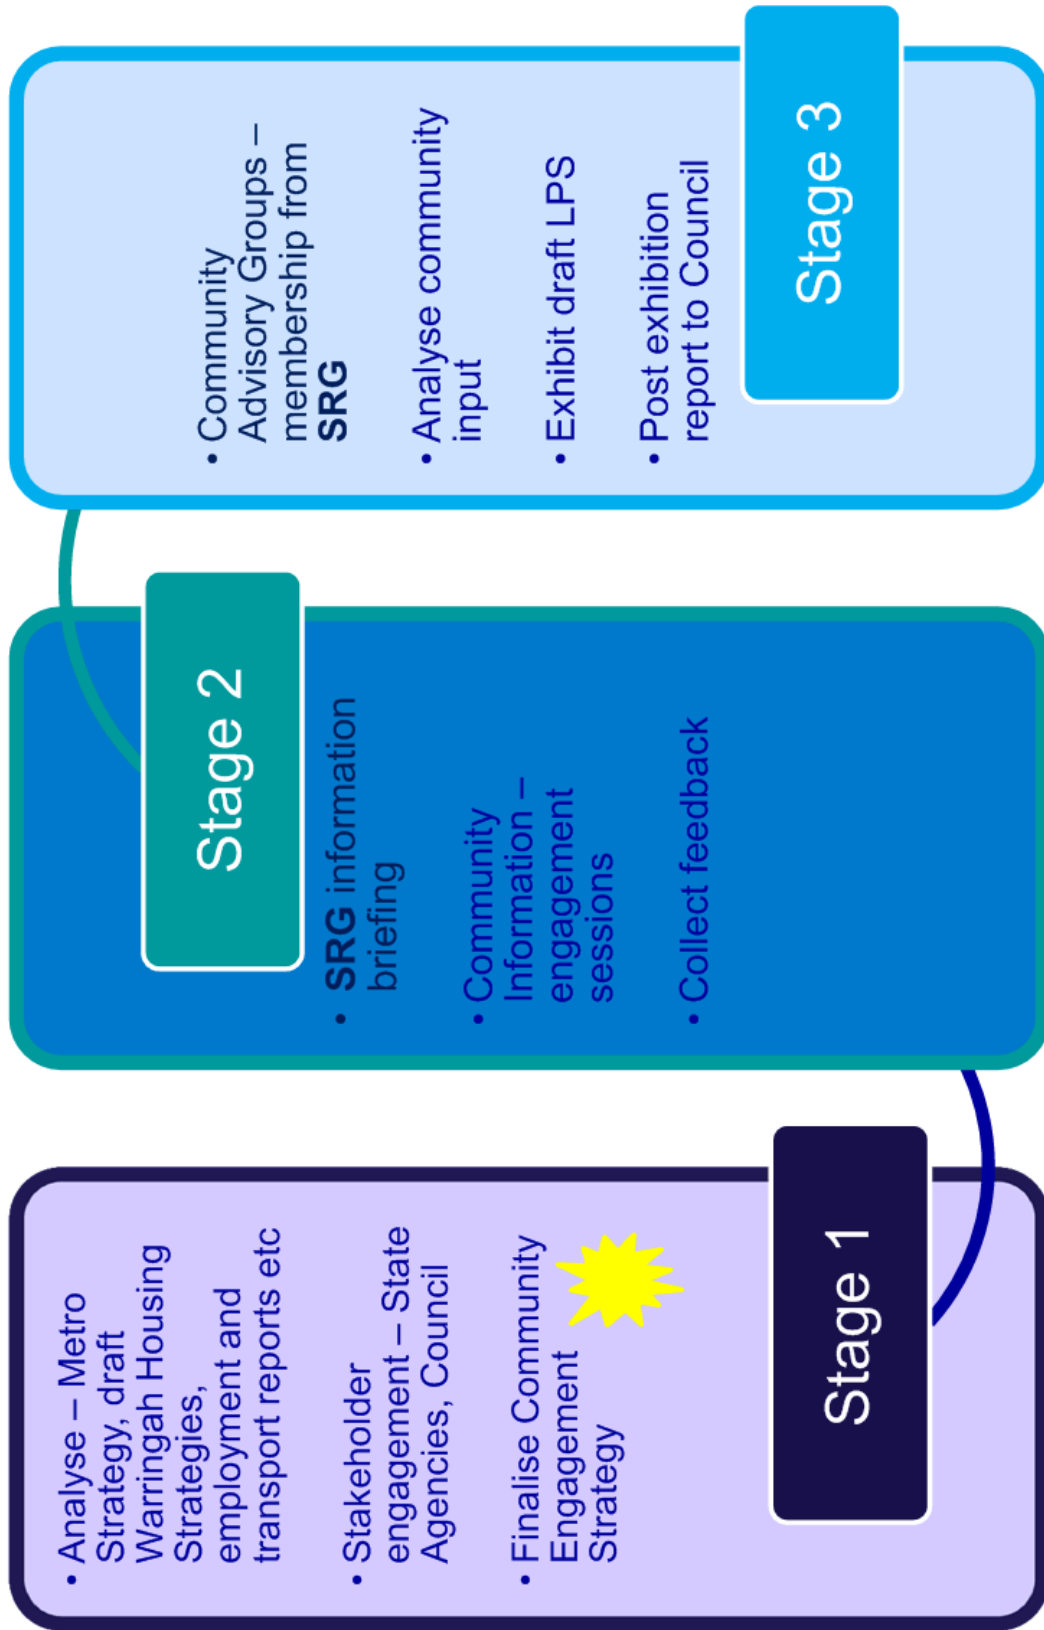 • Analyse – Metro
Strategy, draft
Warringah Housing
Strategies,
employment and
transport reports etc
• Stakeholder
engagement – State
Agencies, Council
• Finalise Community
Engagement
Strategy
Stage 1
Stage 2
• SRG information
briefing
• Community
Information –
engagement
sessions
• Collect feedback
• Community
Advisory Groups –
membership from
SRG
• Analyse community
input
• Exhibit draft LPS
• Post exhibition
report to Council
Stage 3